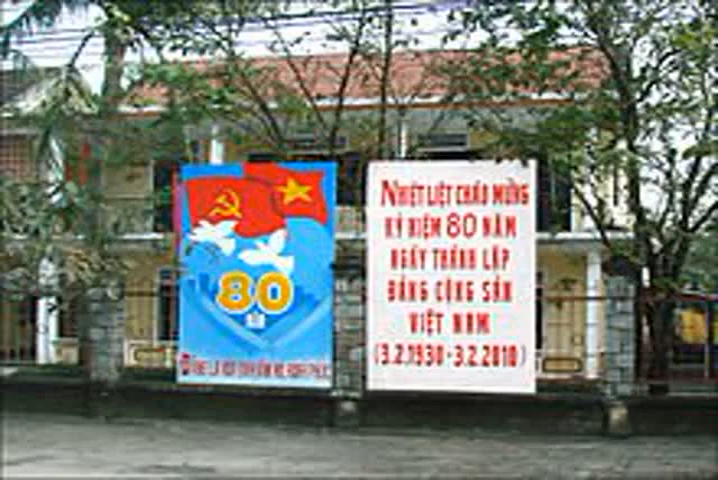 80
NHIỆT LIỆT CHÀO MỪNG
KỶ NIỆM 80 NĂM
NGÀY THÀNH LẬP
ĐẢNG CỘNG SẢN
VIỆT NAM
(3.2.1930-3.2.2010)